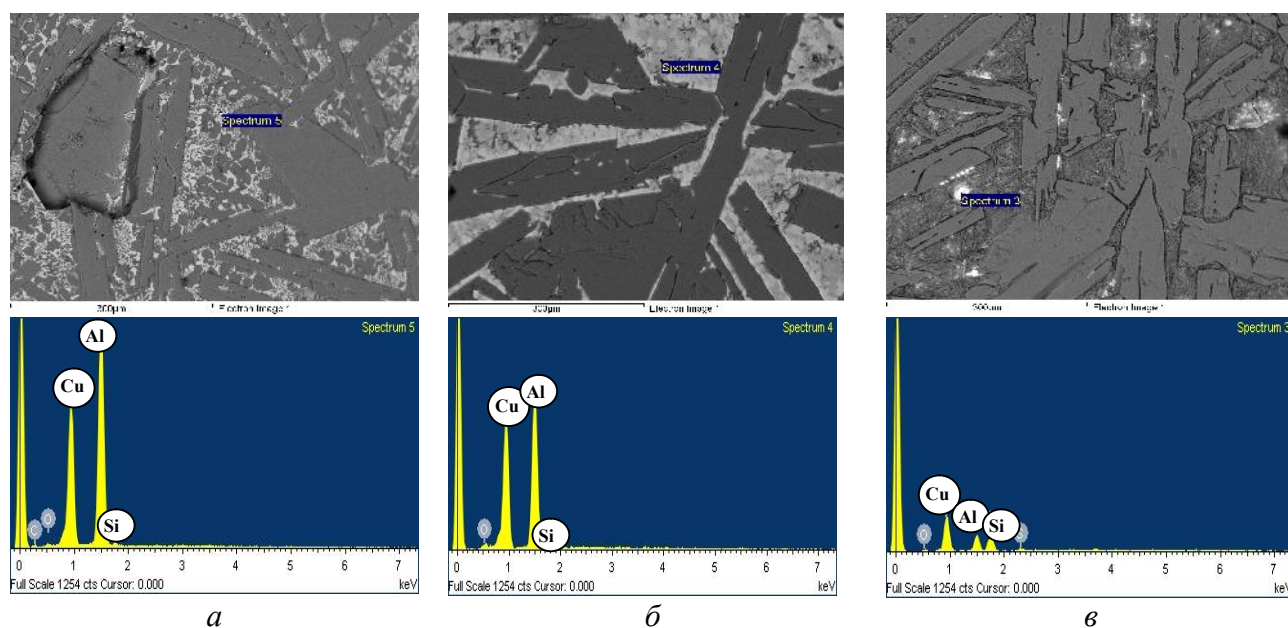 Spectrum 5
300µm Electron Image 1
Spectrum 5
Al
Cu
C O Si
0 1 2 3 4 5 6 7
Full Scale 1254 cts Cursor: 0.000 keV
а
Spectrum 4
300µm Electron Image 1
Spectrum 4
Cu Al
O Si
0 1 2 3 4 5 6 7
Full Scale 1254 cts Cursor: 0.000 keV
б
Spectrum 3
300µm Electron Image 1
Spectrum 3
Cu
Al Si
O S
0 1 2 3 4 5 6 7
Full Scale 1254 cts Cursor: 0.000 keV
в